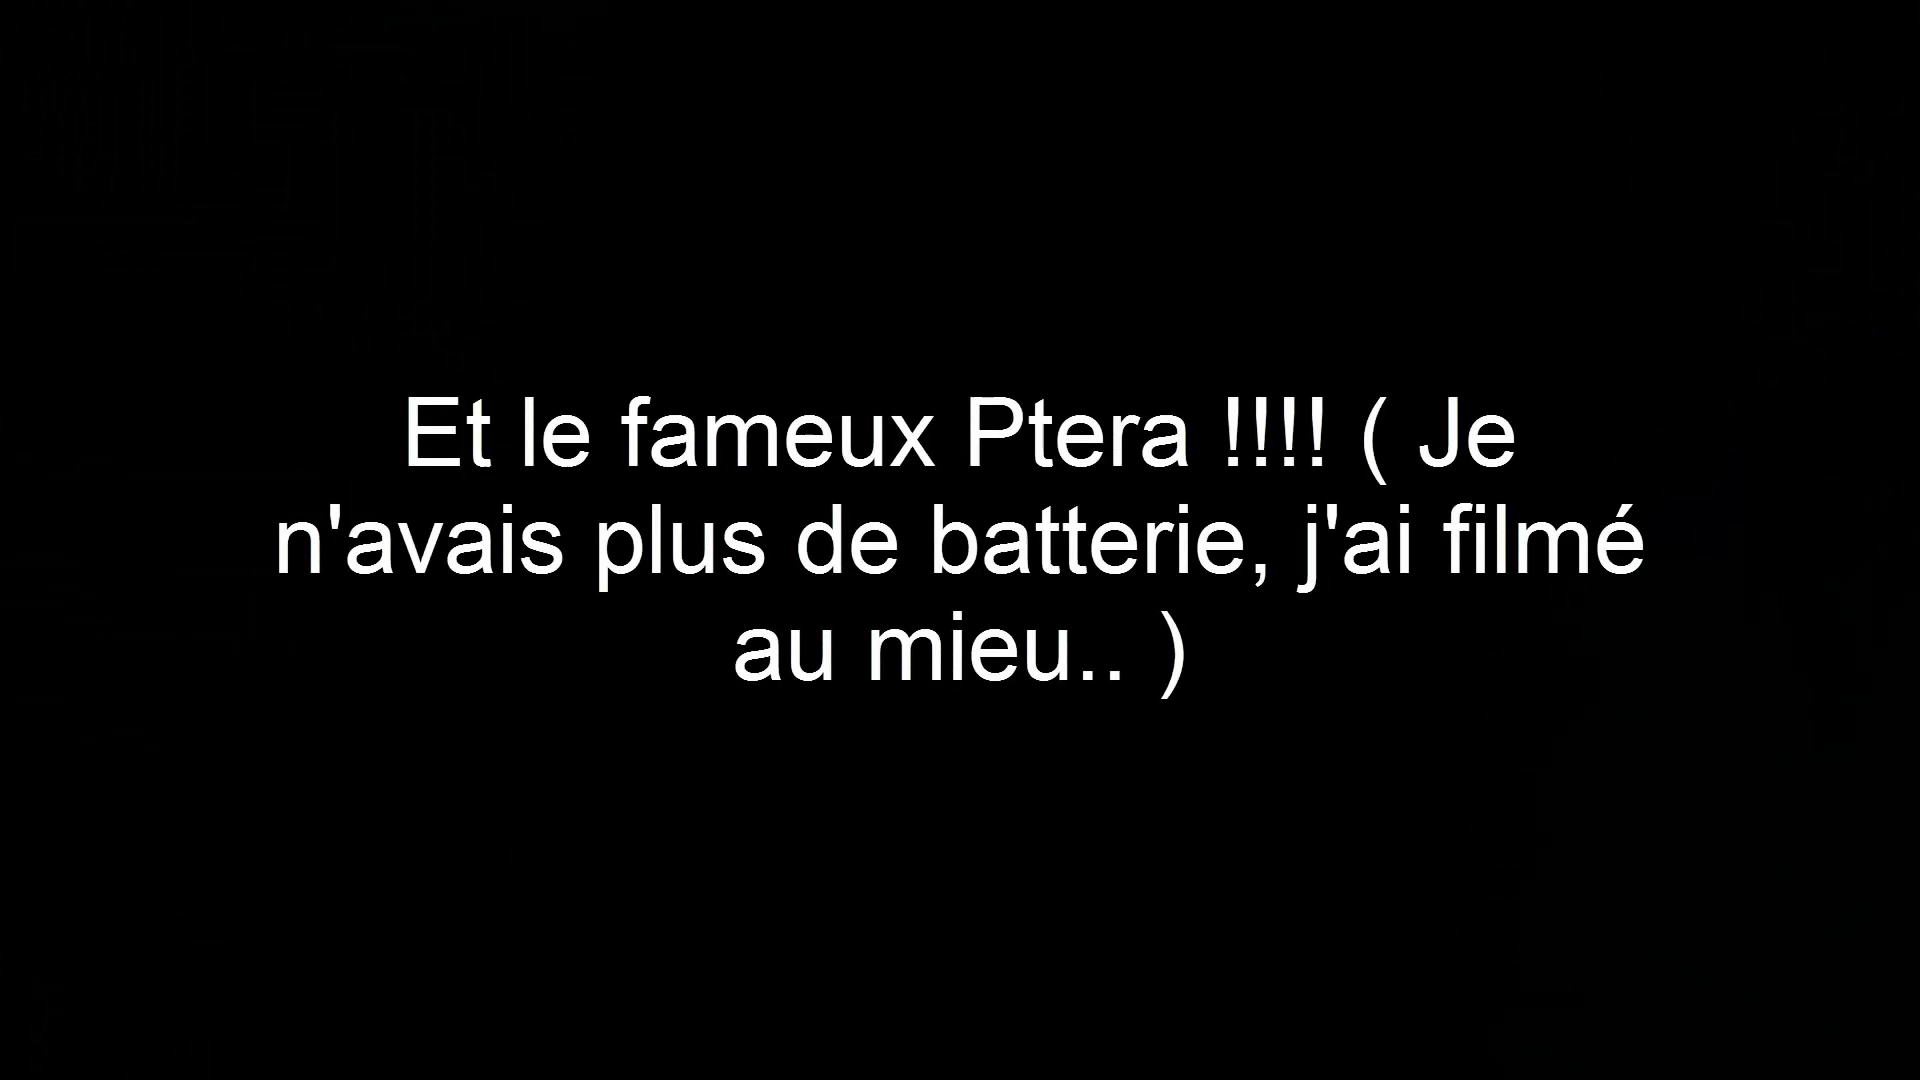 Et le fameux Ptera !!!! ( Je
n'avais plus de batterie, j'ai filmé
au mieu.. )